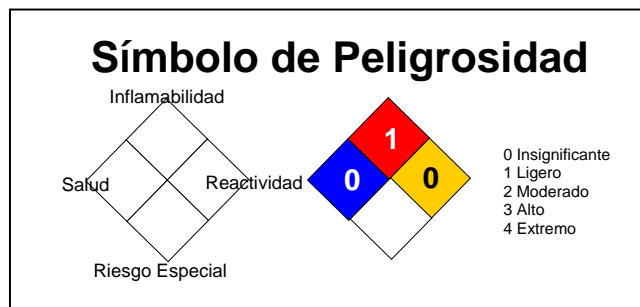 Símbolo de Peligrosidad
Inflamabilidad
Salud
Reactividad
Riesgo Especial
1
0
0
0 Insignificante
1 Ligero
2 Moderado
3 Alto
4 Extremo